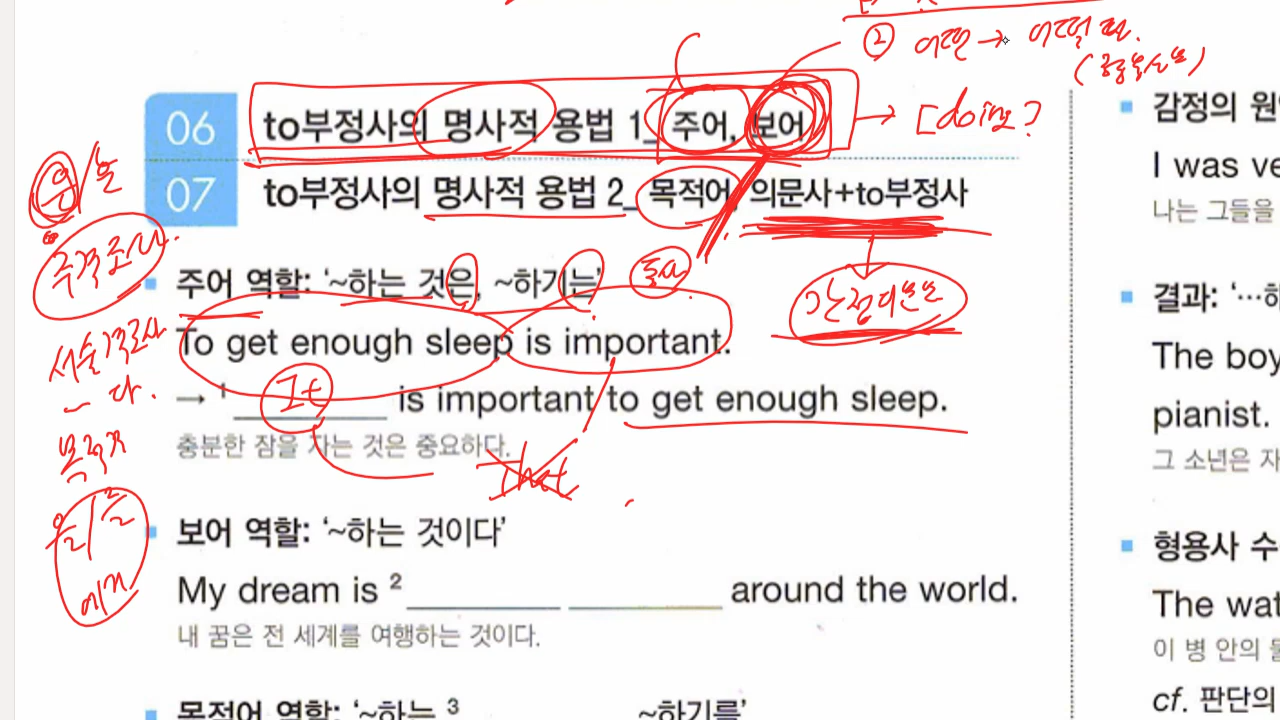 ② 어떤 → 어떨 때.
06 to부정사의 명사적 용법 1_ 주어, 보어
→ [doing?
07 to부정사의 명사적 용법 2_ 목적어, 의문사+to부정사
은/는
주격조사.
주어 역할: ‘~하는 것은, ~하기는’
동사
간접의문문
To get enough sleep is important.
서술격조사
– 다.
→ 1 It is important to get enough sleep.
충분한 잠을 자는 것은 중요하다.
목적격
that
을/를
에게
보어 역할: ‘~하는 것이다’
My dream is 2 ________ ________ around the world.
내 꿈은 전 세계를 여행하는 것이다.
목적어 역할: ‘~하는 3 ~하기를’
감정의 원
I was ve
나는 그들을
결과: ‘…하
The boy
pianist.
그 소년은 자
형용사 수
The wat
이 병 안의 물
cf. 판단의